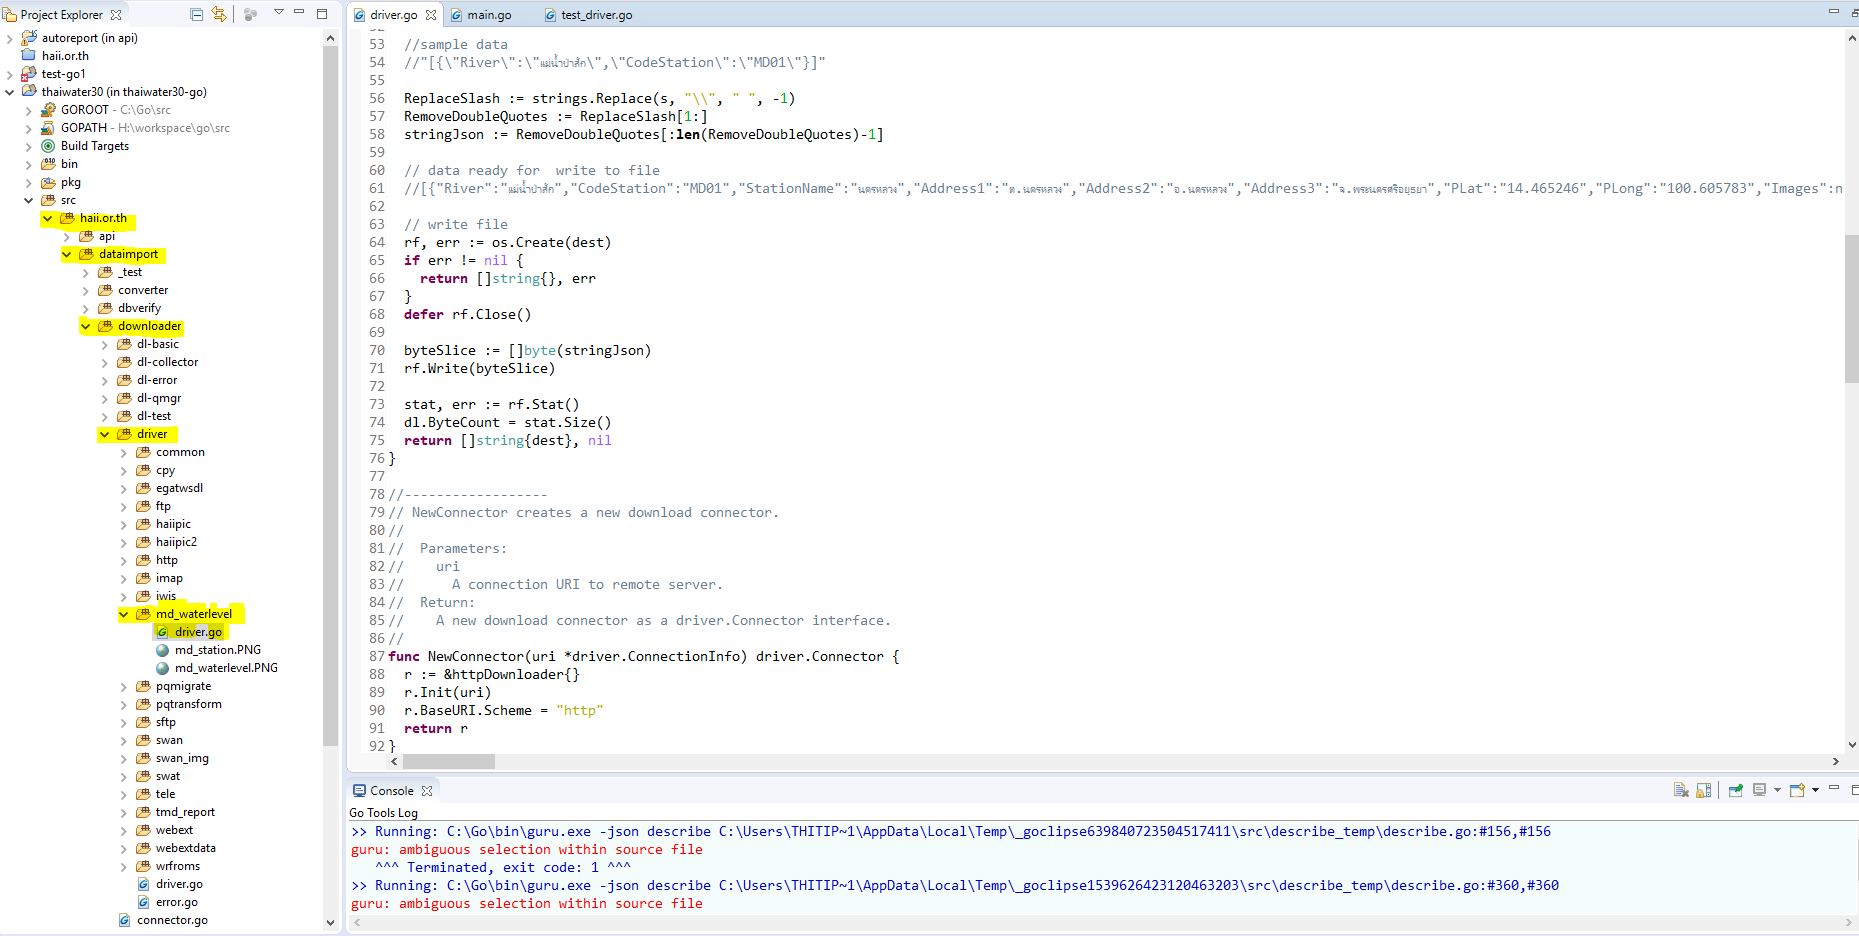 Project Explorer
autoreport (in api)
haii.or.th
test-go1
thaiwater30 (in thaiwater30-go)
GOROOT - C:\Go\src
GOPATH - H:\workspace\go\src
Build Targets
bin
pkg
src
haii.or.th
api
dataimport
_test
converter
dbverify
downloader
dl-basic
dl-collector
dl-error
dl-qmgr
dl-test
driver
common
cpy
egatwsdl
ftp
haiipic
haiipic2
http
imap
iwis
md_waterlevel
driver.go
md_station.PNG
md_waterlevel.PNG
pqmigrate
pqtransform
sftp
swan
swan_img
swat
tele
tmd_report
webext
webextdata
wrfroms
driver.go
error.go
connector.go
driver.go main.go test_driver.go
53 //sample data
54 //"[{\"River\":\"แม่น้ำป่าสัก\",\"CodeStation\":\"MD01\"}]"
55
56 ReplaceSlash := strings.Replace(s, "\\", " ", -1)
57 RemoveDoubleQuotes := ReplaceSlash[1:]
58 stringJson := RemoveDoubleQuotes[:len(RemoveDoubleQuotes)-1]
59
60 // data ready for  write to file
61 //[{"River":"แม่น้ำป่าสัก","CodeStation":"MD01","StationName":"นครหลวง","Address1":"ต.นครหลวง","Address2":"อ.นครหลวง","Address3":"จ.พระนครศรีอยุธยา","PLat":"14.465246","PLong":"100.605783","Images":n
62
63 // write file
64 rf, err := os.Create(dest)
65 if err != nil {
66 return []string{}, err
67 }
68 defer rf.Close()
69
70 byteSlice := []byte(stringJson)
71 rf.Write(byteSlice)
72
73 stat, err := rf.Stat()
74 dl.ByteCount = stat.Size()
75 return []string{dest}, nil
76 }
77
78 //------------------
79 // NewConnector creates a new download connector.
80 //
81 // Parameters:
82 // uri
83 // A connection URI to remote server.
84 // Return:
85 // A new download connector as a driver.Connector interface.
86 //
87 func NewConnector(uri *driver.ConnectionInfo) driver.Connector {
88 r := &httpDownloader{}
89 r.Init(uri)
90 r.BaseURI.Scheme = "http"
91 return r
92 }
Console
Go Tools Log
>> Running: C:\Go\bin\guru.exe -json describe C:\Users\THITIP~1\AppData\Local\Temp\_goclipse639840723504517411\src\describe_temp\describe.go:#156,#156
guru: ambiguous selection within source file
^^^ Terminated, exit code: 1 ^^^
>> Running: C:\Go\bin\guru.exe -json describe C:\Users\THITIP~1\AppData\Local\Temp\_goclipse1539626423120463203\src\describe_temp\describe.go:#360,#360
guru: ambiguous selection within source file